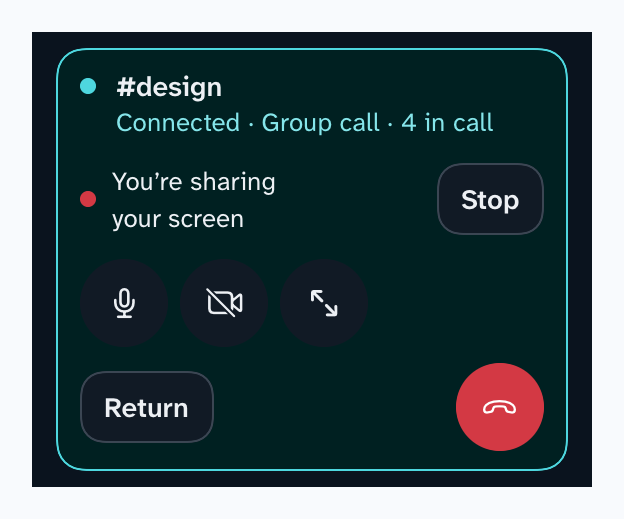 #design
Connected · Group call · 4 in call
You’re sharing
your screen
Stop
Return